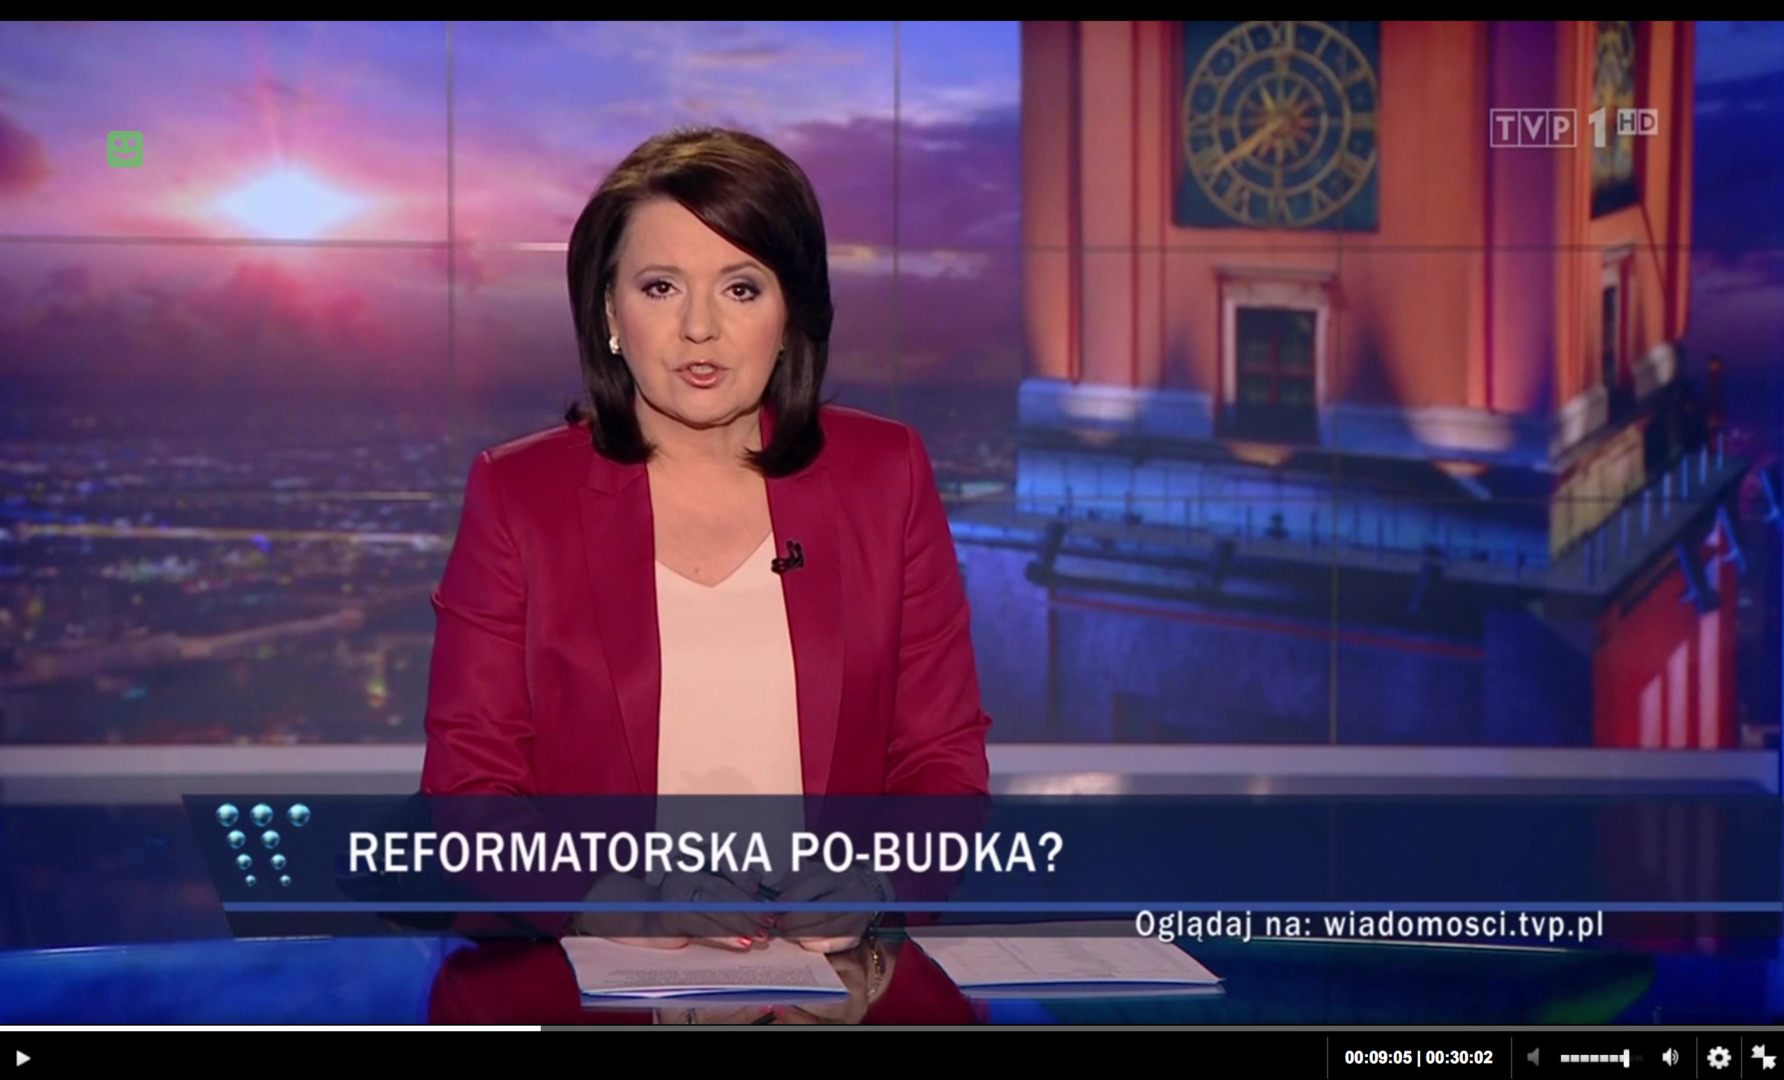 TVP 1 HD
REFORMATORSKA PO-BUDKA?
Oglądaj na: wiadomosci.tvp.pl
00:09:05 | 00:30:02